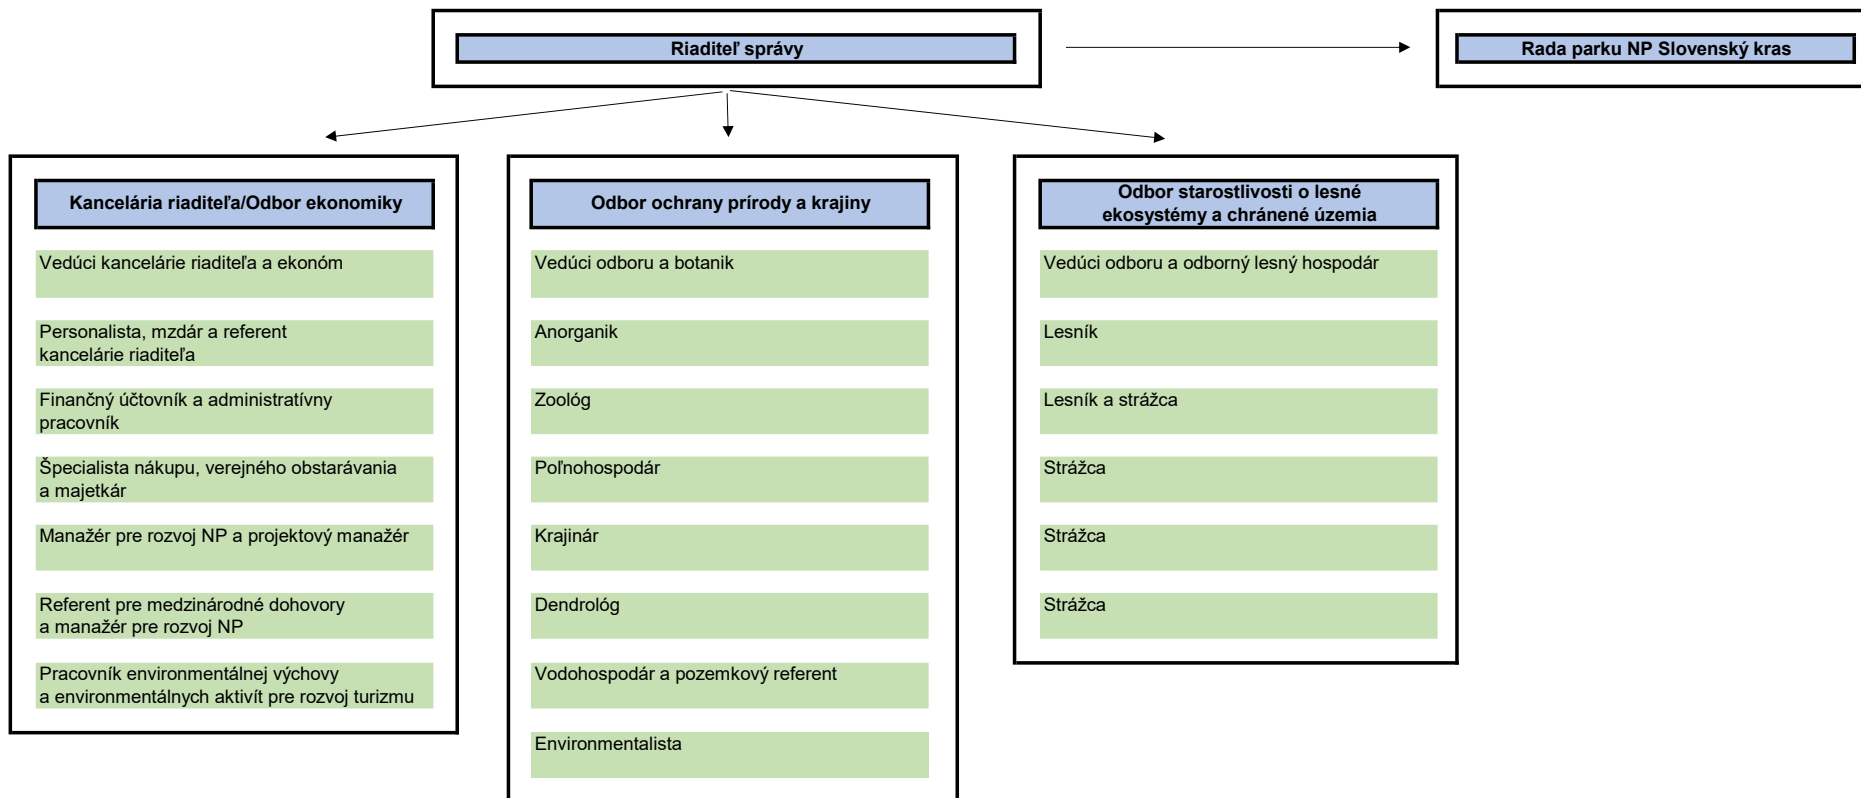 Riaditeľ správy
Rada parku NP Slovenský kras
Kancelária riaditeľa/Odbor ekonomiky
Vedúci kancelárie riaditeľa a ekonóm
Personalista, mzdár a referent
kancelárie riaditeľa
Finančný účtovník a administratívny
pracovník
Špecialista nákupu, verejného obstarávania
a majetkár
Manažér pre rozvoj NP a projektový manažér
Referent pre medzinárodné dohovory
a manažér pre rozvoj NP
Pracovník environmentálnej výchovy
a environmentálnych aktivít pre rozvoj turizmu
Odbor ochrany prírody a krajiny
Vedúci odboru a botanik
Anorganik
Zoológ
Poľnohospodár
Krajinár
Dendrológ
Vodohospodár a pozemkový referent
Environmentalista
Odbor starostlivosti o lesné
ekosystémy a chránené územia
Vedúci odboru a odborný lesný hospodár
Lesník
Lesník a strážca
Strážca
Strážca
Strážca